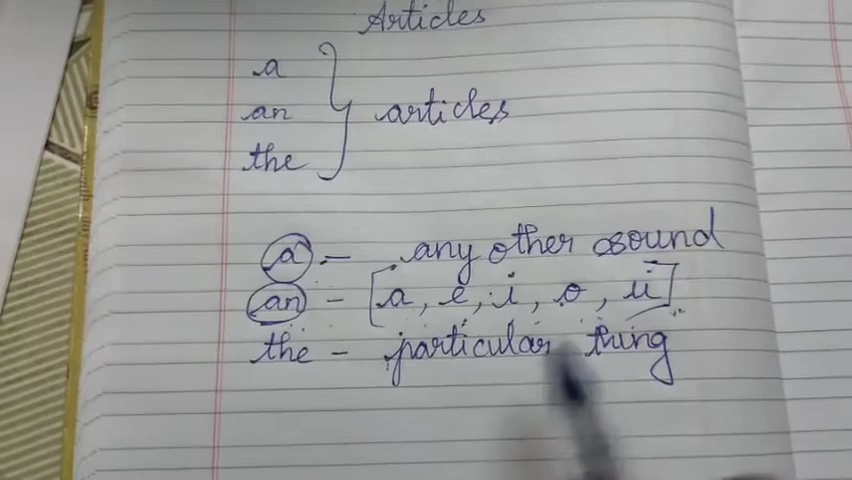 Articles
a
an
the
articles
a - any other sound
an - [a, e, i, o, u]
the - particular thing